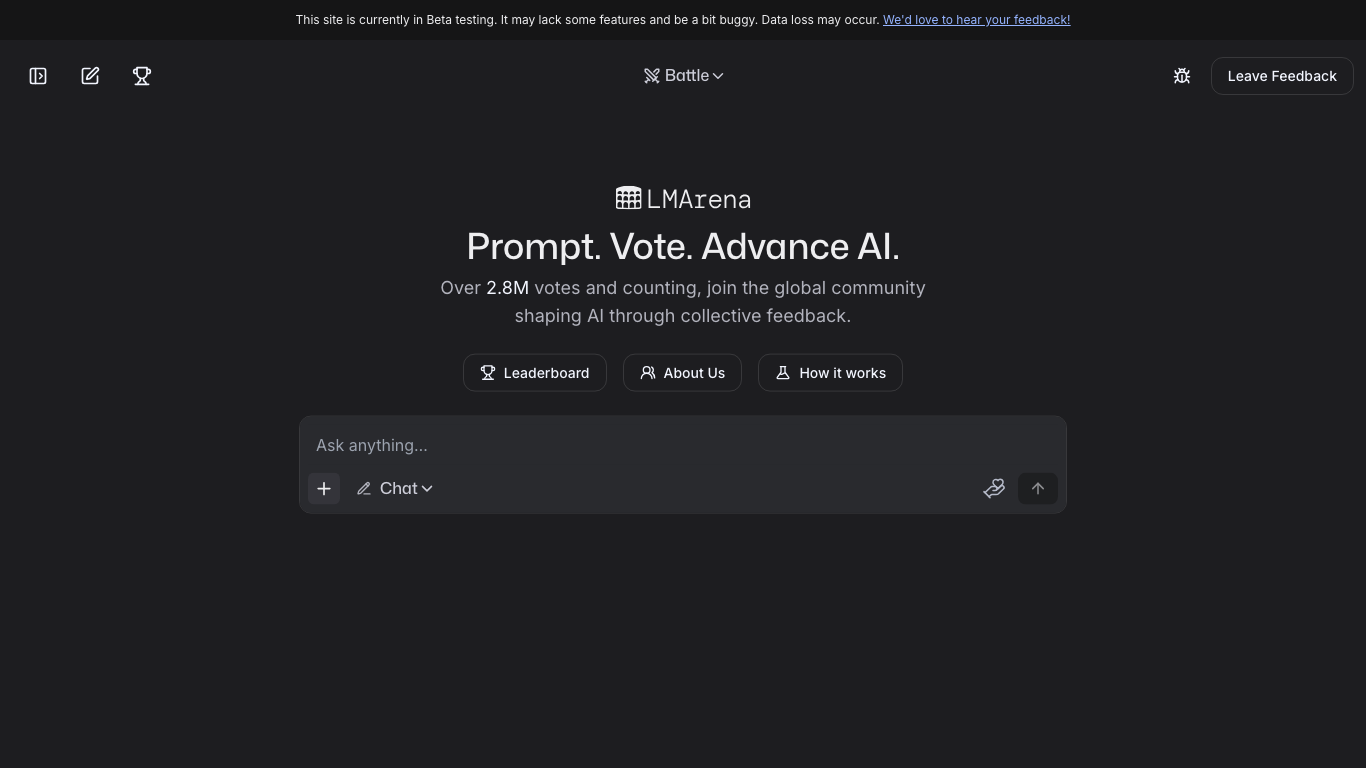 This site is currently in Beta testing. It may lack some features and be a bit buggy. Data loss may occur. We'd love to hear your feedback!
Battle
Leave Feedback
LMArena
Prompt. Vote. Advance AI.
Over 2.8M votes and counting, join the global community
shaping AI through collective feedback.
Leaderboard
About Us
How it works
Ask anything…
Chat